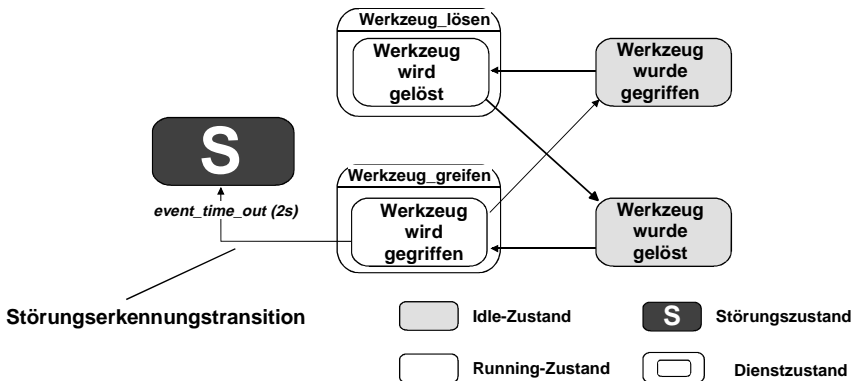 Werkzeug_lösen
Werkzeug
wird
gelöst
Werkzeug
wurde
gegriffen
S
event_time_out (2s)
Werkzeug_greifen
Werkzeug
wird
gegriffen
Werkzeug
wurde
gelöst
Störungserkennungstransition
Idle-Zustand
S
Störungszustand
Running-Zustand
Dienstzustand